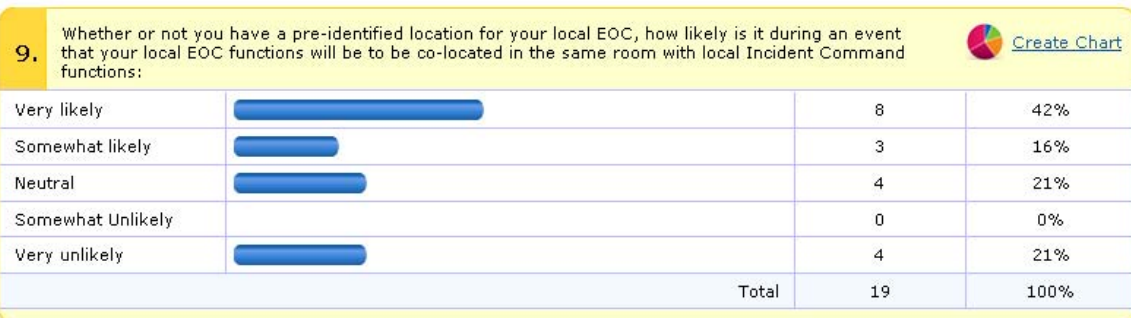 9. Whether or not you have a pre-identified location for your local EOC, how likely is it during an event
that your local EOC functions will be to be co-located in the same room with local Incident Command
functions:
Create Chart
Very likely 8 42%
Somewhat likely 3 16%
Neutral 4 21%
Somewhat Unlikely 0 0%
Very unlikely 4 21%
Total 19 100%